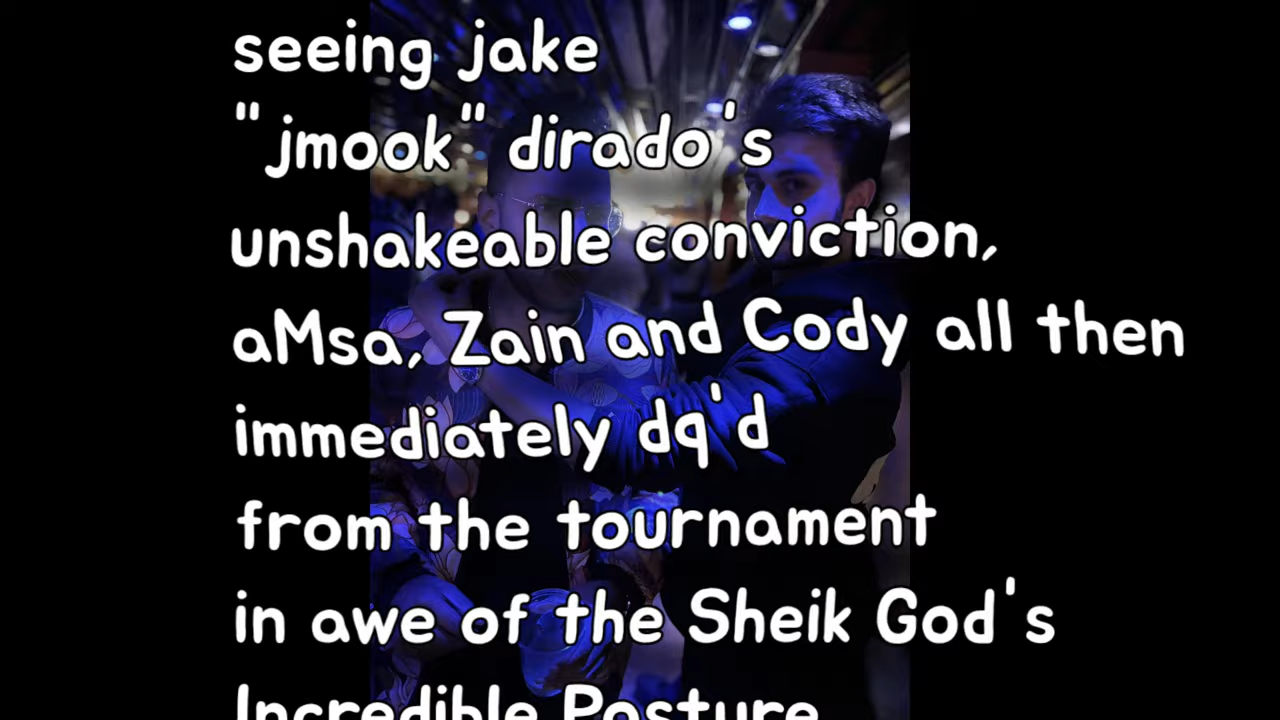 seeing jake
"jmook" dirado's
unshakeable conviction,
aMsa, Zain and Cody all then
immediately dq'd
from the tournament
in awe of the Sheik God's
Incredible Posture